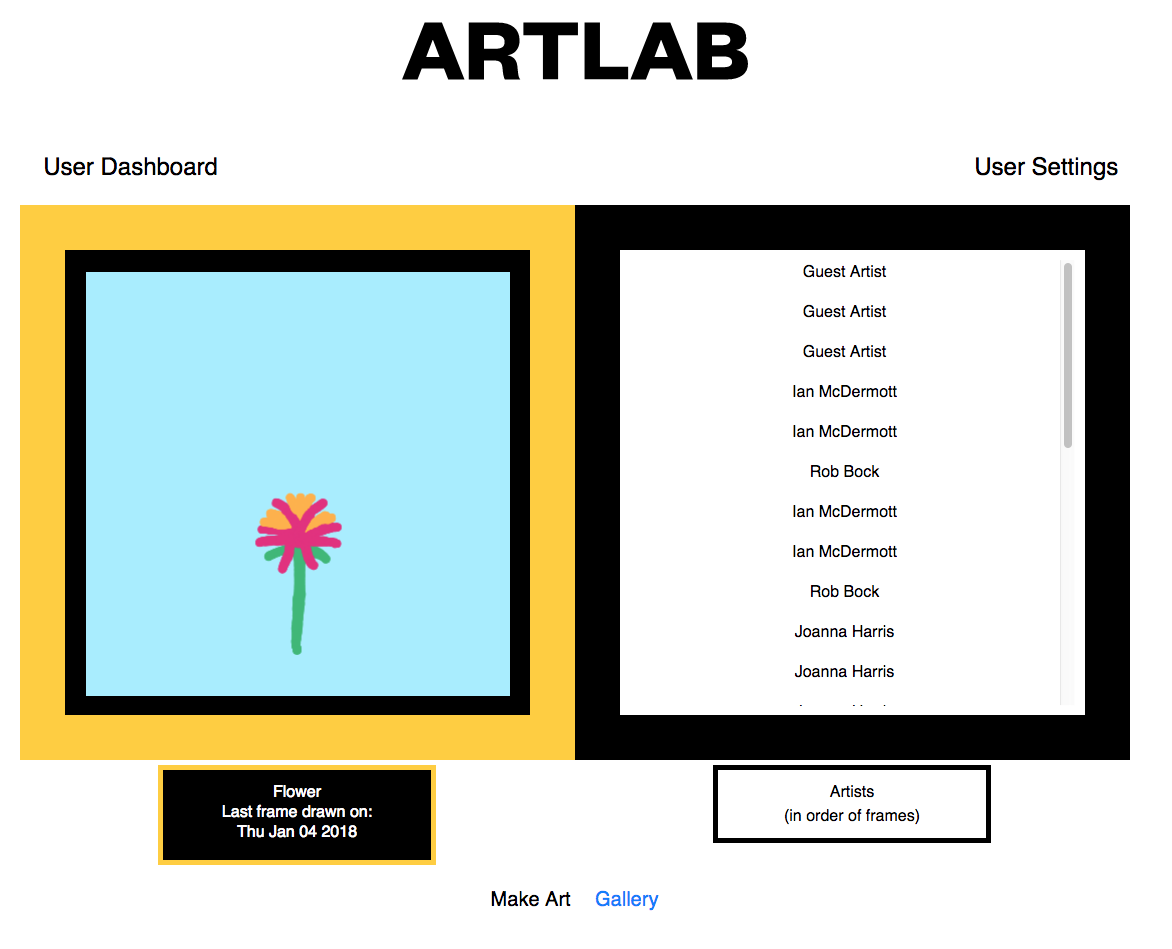 ARTLAB
User Dashboard
User Settings
Guest Artist
Guest Artist
Guest Artist
Ian McDermott
Ian McDermott
Rob Bock
Ian McDermott
Ian McDermott
Rob Bock
Joanna Harris
Joanna Harris
Flower
Last frame drawn on:
Thu Jan 04 2018
Artists
(in order of frames)
Make Art
Gallery